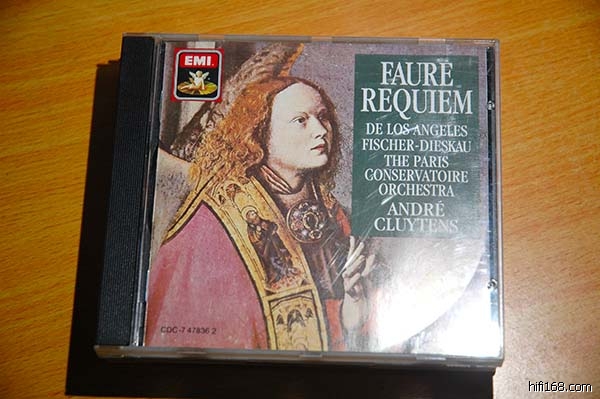 EMI
FAURÉ
REQUIEM
DE LOS ANGELES
FISCHER-DIESKAU
THE PARIS
CONSERVATOIRE
ORCHESTRA
ANDRÉ
CLUYTENS
CDC-7 47836 2
hifi168.com